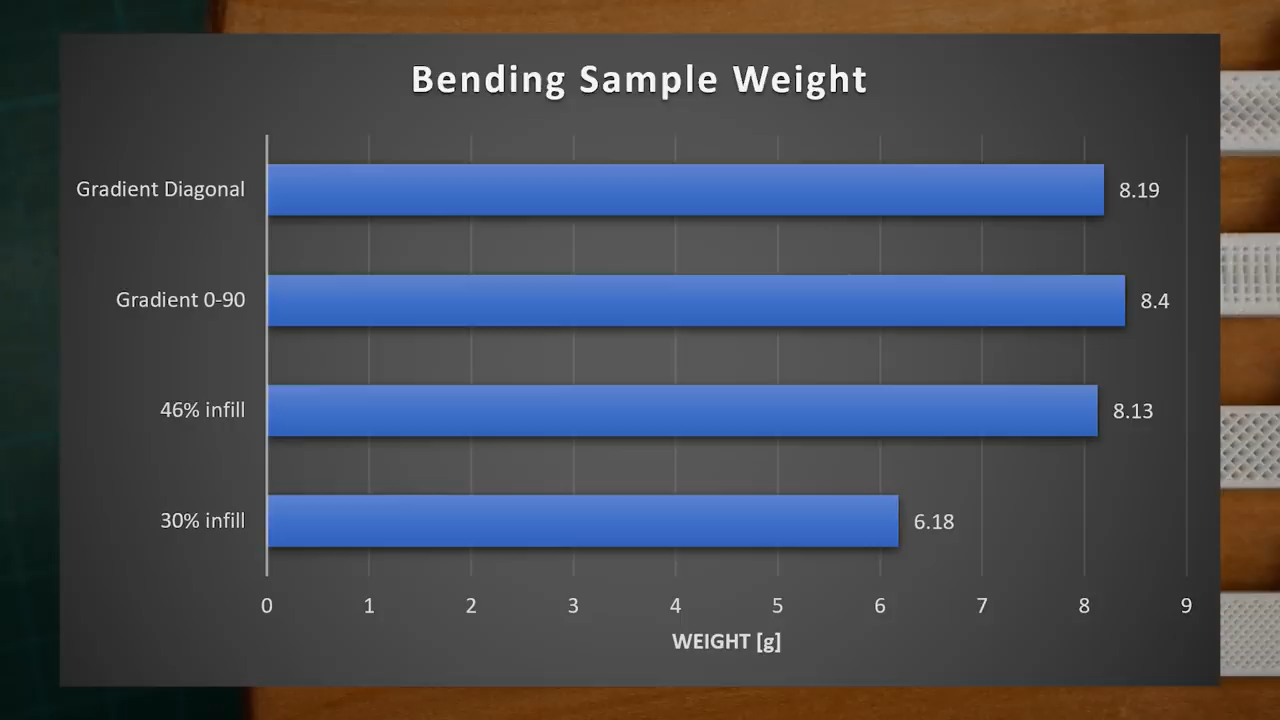 Bending Sample Weight
Gradient Diagonal 8.19
Gradient 0-90 8.4
46% infill 8.13
30% infill 6.18
0 1 2 3 4 5 6 7 8 9
WEIGHT [g]